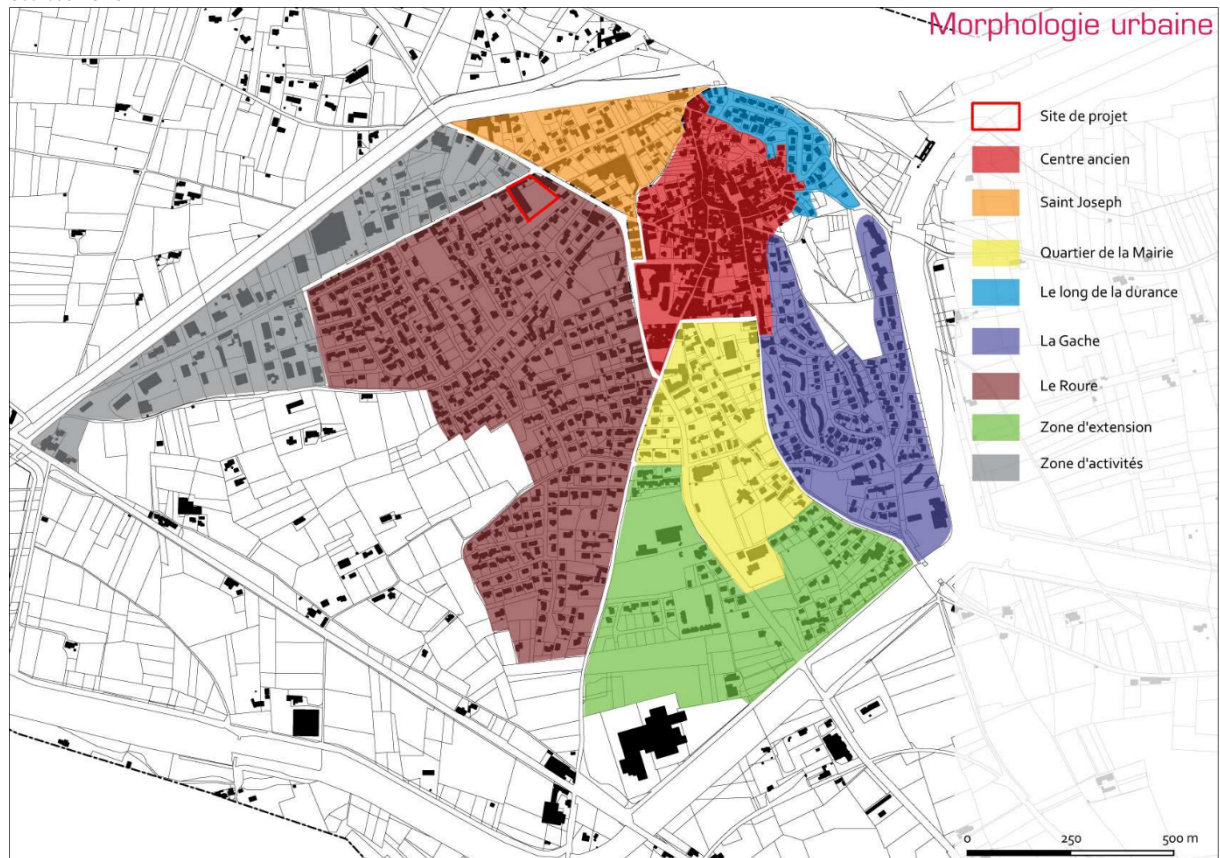 Morphologie urbaine
Site de projet
Centre ancien
Saint Joseph
Quartier de la Mairie
Le long de la durance
La Gache
Le Roure
Zone d'extension
Zone d'activités
0 250 500 m